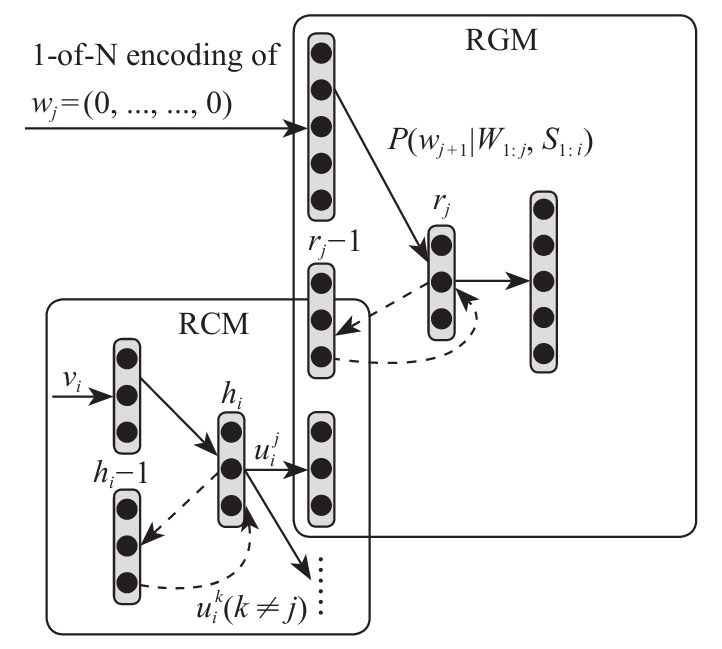 RGM
1-of-N encoding of
w_j=(0, ..., ..., 0)
P(w_{j+1}|W_{1:j}, S_{1:i})
r_j
r_j−1
RCM
v_i
h_i
u_i^j
h_i−1
u_i^k(k≠j)